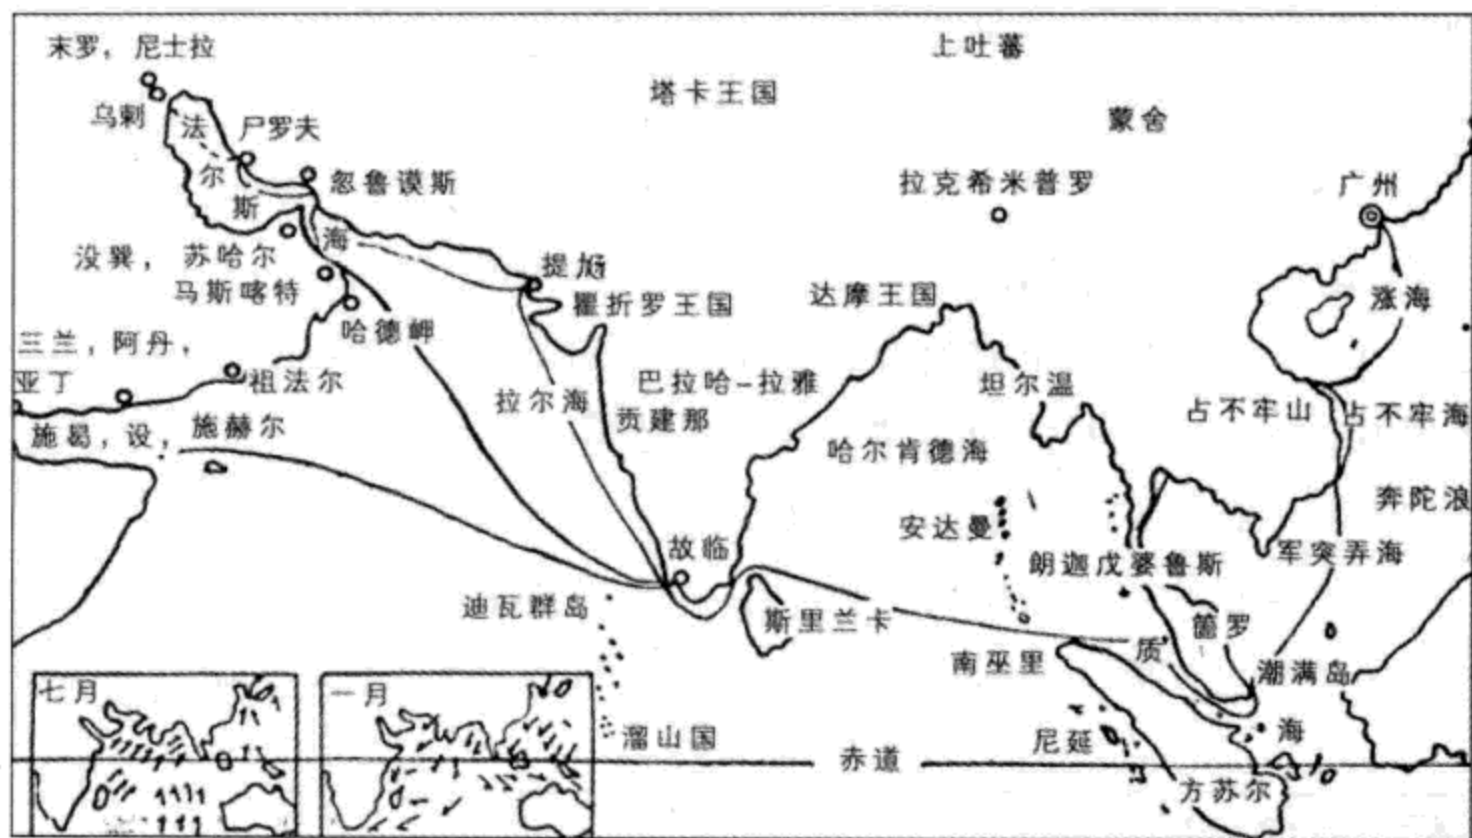 末罗，尼士拉
上吐蕃
塔卡王国
乌剌
法
尸罗夫
蒙舍
尔
忽鲁谟斯
拉克希米普罗
广州
斯
海
没巽，苏哈尔
提䫻
马斯喀特
瞿折罗王国
达摩王国
涨海
哈德岬
三兰，阿丹，
亚丁
祖法尔
拉尔海
巴拉哈-拉雅
坦尔温
贡建那
占不牢山
占不牢海
施曷，设，施赫尔
哈尔肯德海
奔陀浪
安达曼
故临
朗迦戊婆鲁斯
军突弄海
迪瓦群岛
斯里兰卡
箇罗
南巫里
质
潮满岛
七月
一月
溜山国
尼延
海
赤道
方苏尔